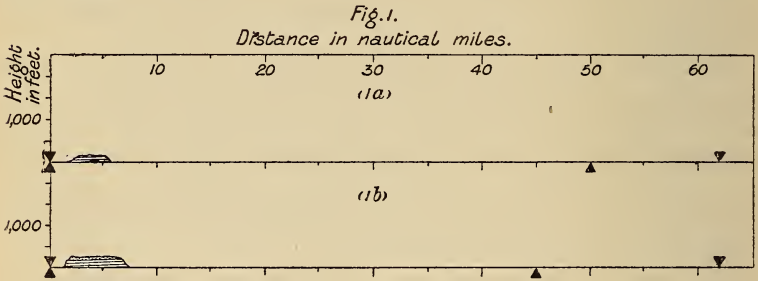 Fig.1.
Distance in nautical miles.
Height
in feet.
10 20 30 40 50 60
(1a)
1,000
(1b)
1,000